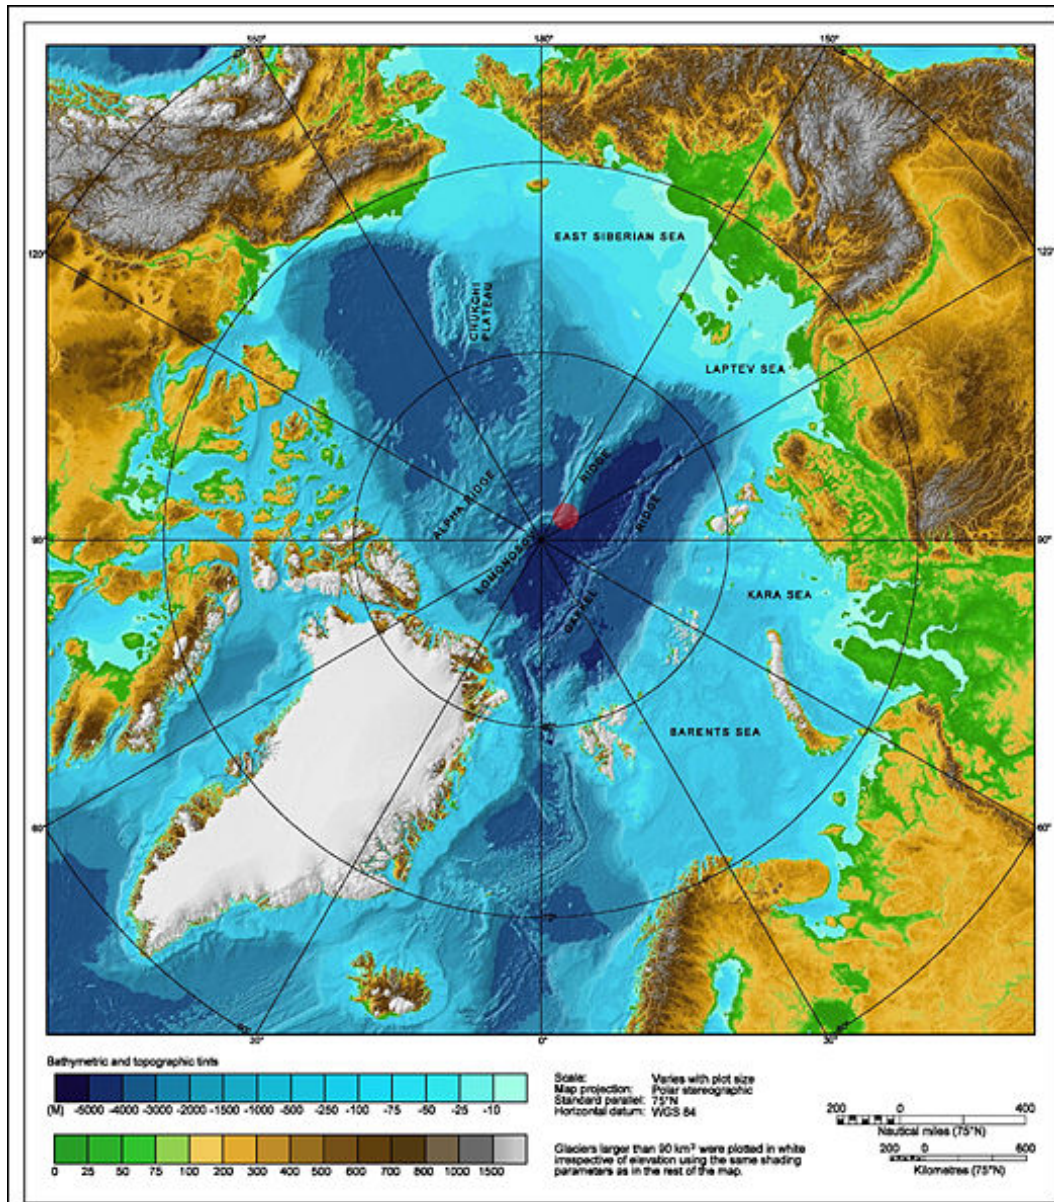 150° 180° 150°
EAST SIBERIAN SEA
120° 120°
CHUKCHI
PLATEAU
LAPTEV SEA
RIDGE
ALPHA RIDGE
RIDGE
90° 90°
LOMONOSOV
KARA SEA
GAKKEL
BARENTS SEA
60° 60°
30° 0° 30°
Bathymetric and topographic tints
(M) -5000 -4000 -3000 -2000 -1500 -1000 -500 -250 -100 -75 -50 -25 -10
0 25 50 75 100 200 300 400 500 600 700 800 1000 1500
Scale: Varies with plot size
Map projection: Polar stereographic
Standard parallel: 75°N
Horizontal datum: WGS 84
Glaciers larger than 90 km² were plotted in white
irrespective of elevation using the same shading
parameters as in the rest of the map.
200 0 400
Nautical miles (75°N)
200 0 600
Kilometres (75°N)